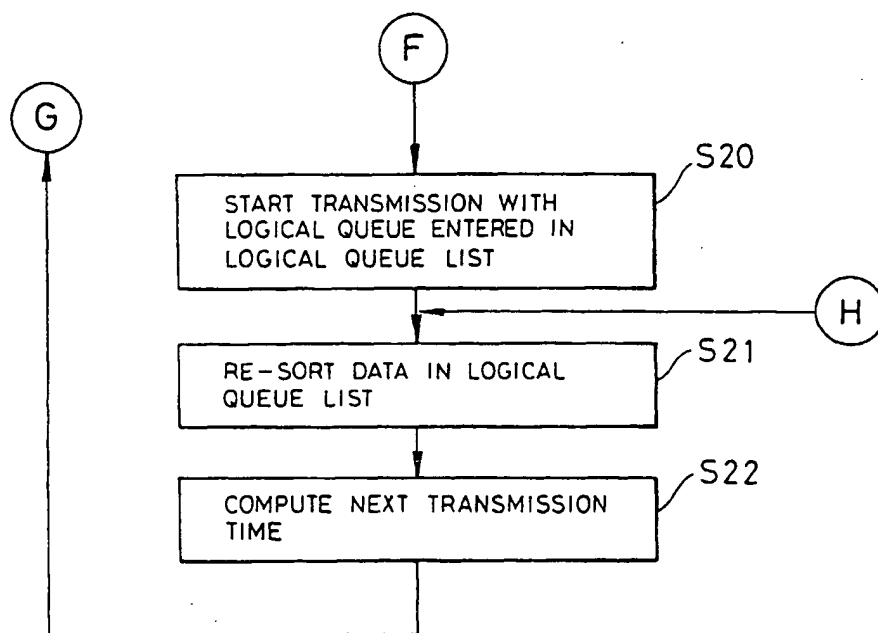 F
G
S20
START TRANSMISSION WITH
LOGICAL QUEUE ENTERED IN
LOGICAL QUEUE LIST
H
S21
RE-SORT DATA IN LOGICAL
QUEUE LIST
S22
COMPUTE NEXT TRANSMISSION
TIME